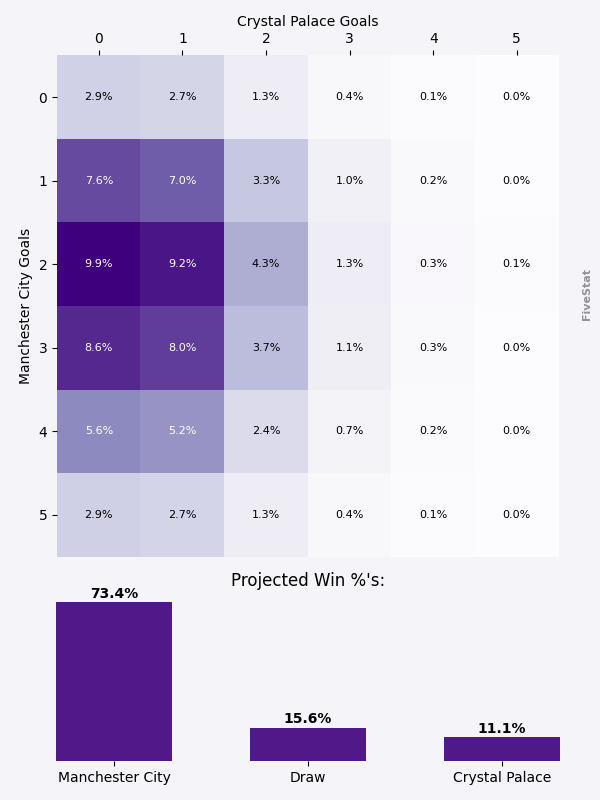 Crystal Palace Goals
0 1 2 3 4 5
Manchester City Goals
0 2.9% 2.7% 1.3% 0.4% 0.1% 0.0%
1 7.6% 7.0% 3.3% 1.0% 0.2% 0.0%
2 9.9% 9.2% 4.3% 1.3% 0.3% 0.1%
3 8.6% 8.0% 3.7% 1.1% 0.3% 0.0%
4 5.6% 5.2% 2.4% 0.7% 0.2% 0.0%
5 2.9% 2.7% 1.3% 0.4% 0.1% 0.0%
FiveStat
Projected Win %'s:
73.4% 15.6% 11.1%
Manchester City Draw Crystal Palace